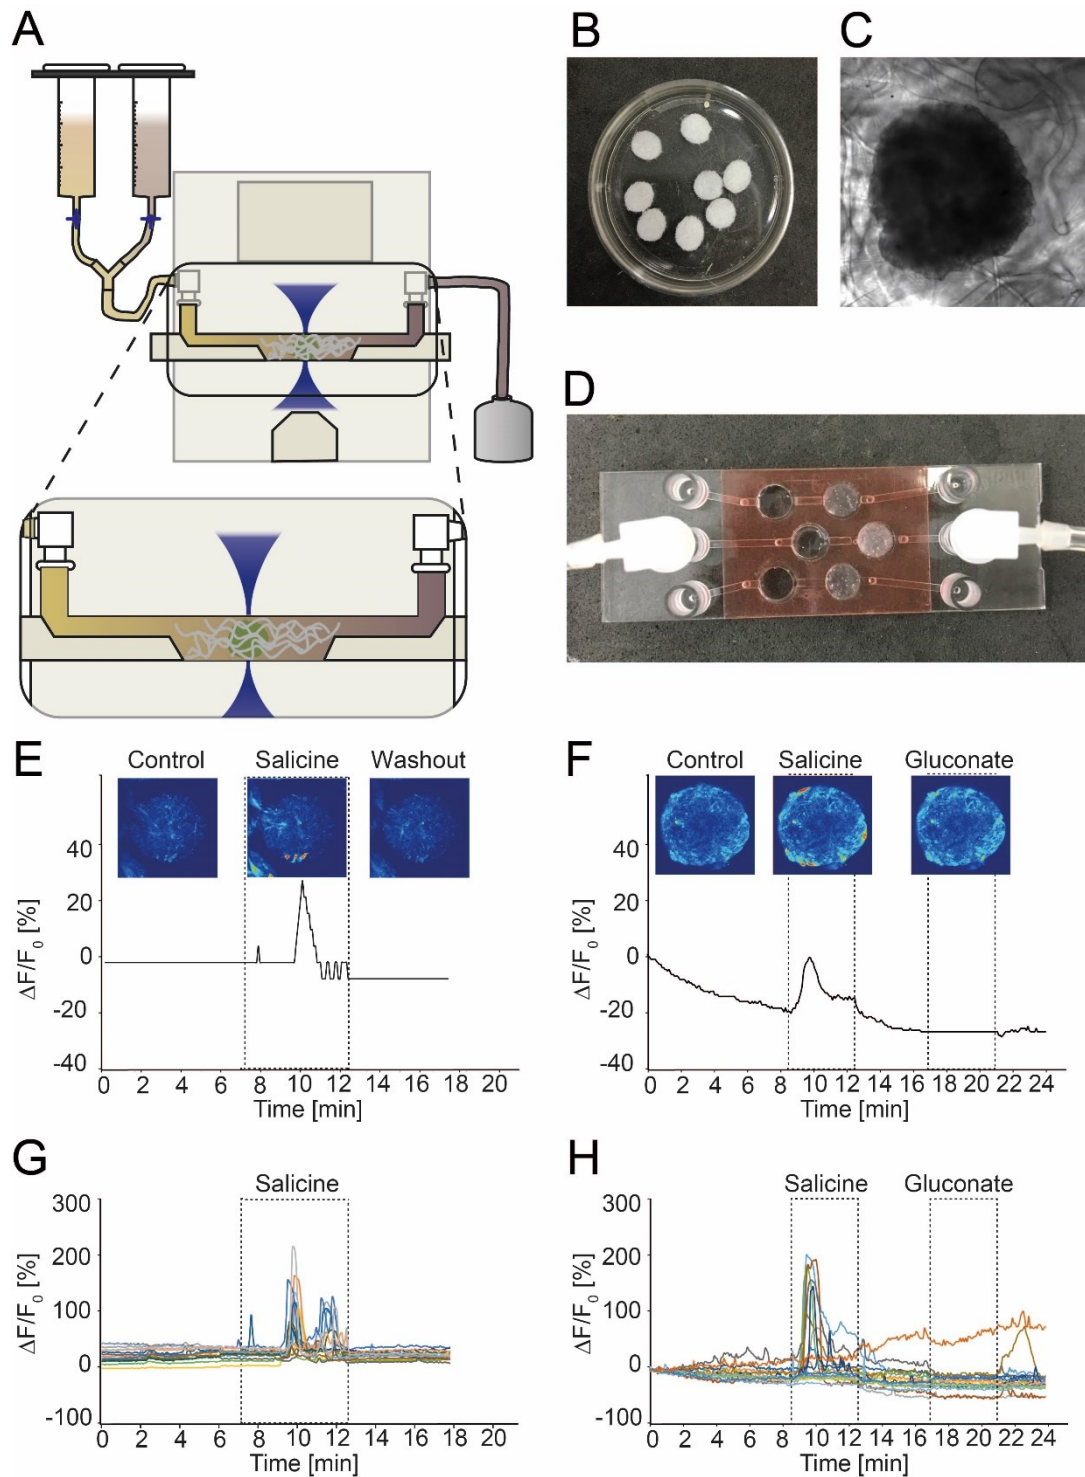 A
B
C
D
E
Control
Salicine
Washout
40
20
0
-20
-40
ΔF/F0 [%]
0 2 4 6 8 10 12 14 16 18 20
Time [min]
F
Control
Salicine
Gluconate
40
20
0
-20
-40
ΔF/F0 [%]
0 2 4 6 8 10 12 14 16 18 20 22 24
Time [min]
G
Salicine
300
200
100
0
-100
ΔF/F0 [%]
0 2 4 6 8 10 12 14 16 18 20
Time [min]
H
Salicine
Gluconate
300
200
100
0
-100
ΔF/F0 [%]
0 2 4 6 8 10 12 14 16 18 20 22 24
Time [min]